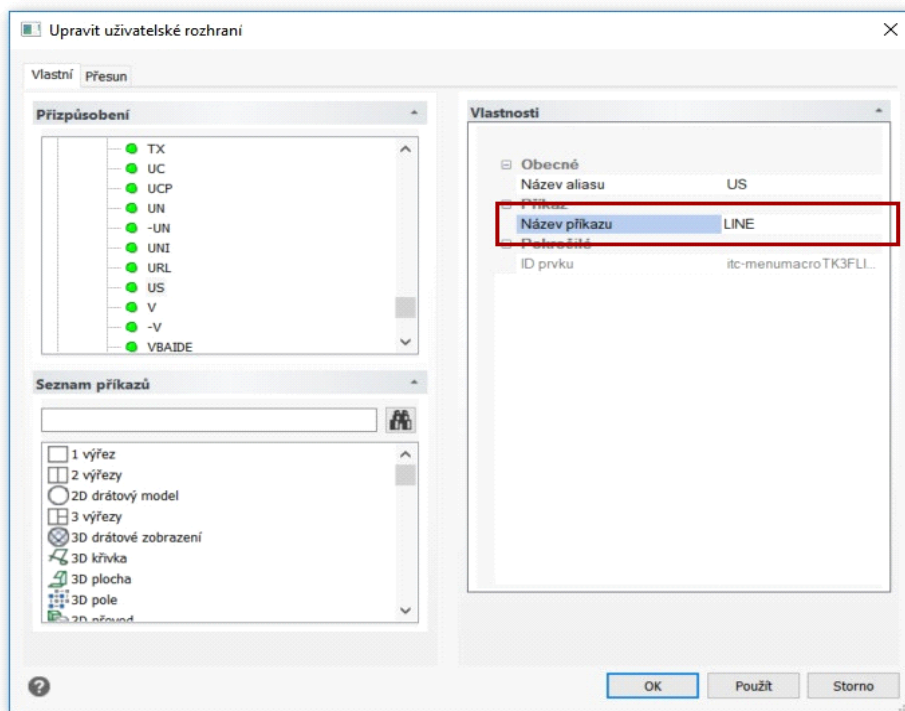 Upravit uživatelské rozhraní
Vlastní Přesun
Přizpůsobení
TX
UC
UCP
UN
-UN
UNI
URL
US
V
-V
VBAIDE
Seznam příkazů
1 výřez
2 výřezy
2D drátový model
3 výřezy
3D drátové zobrazení
3D křivka
3D plocha
3D pole
3D převod
Vlastnosti
Obecné
Název aliasu US
Příkaz
Název příkazu LINE
Pokročilé
ID prvku itc-menumacroTK3FLI...
OK Použít Storno